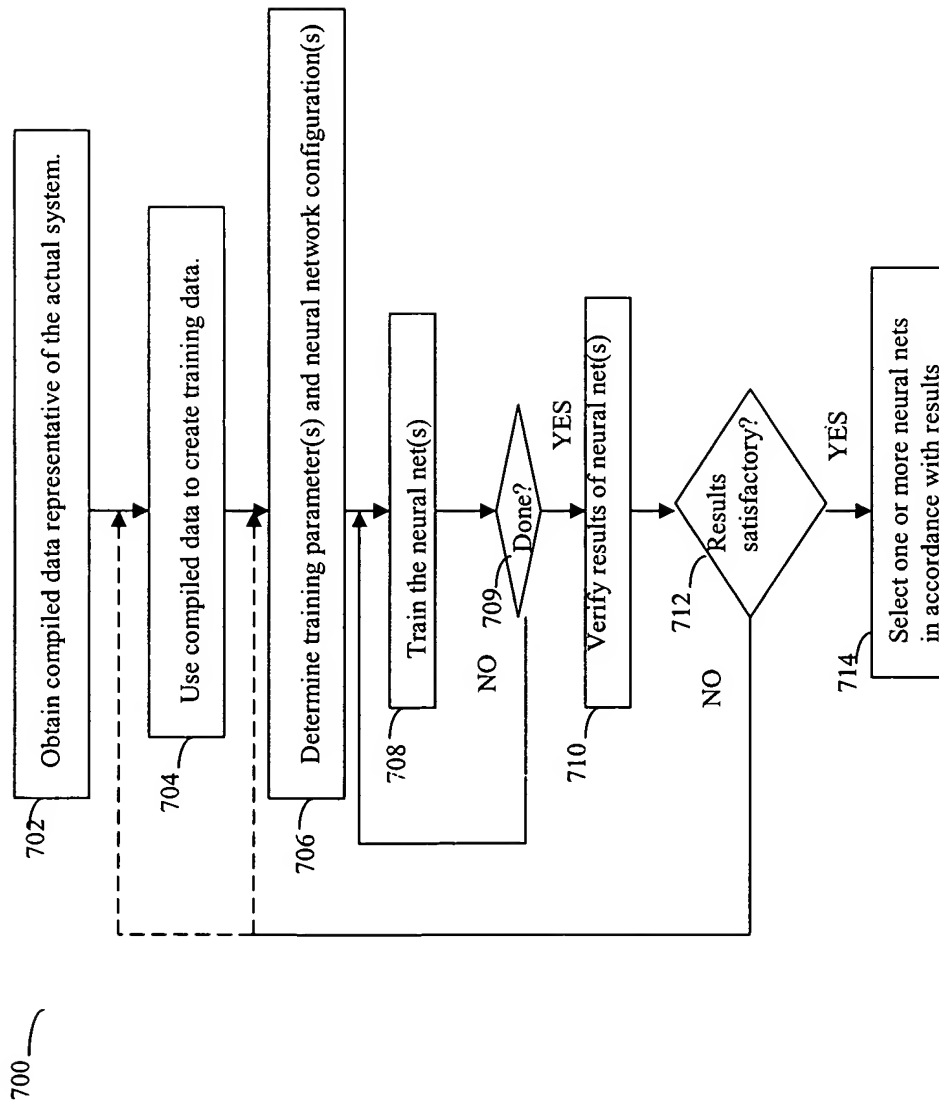 700
702
Obtain compiled data representative of the actual system.
704
Use compiled data to create training data.
706
Determine training parameter(s) and neural network configuration(s)
708
Train the neural net(s)
709
Done?
NO
YES
710
Verify results of neural net(s)
712
Results
satisfactory?
NO
YES
714
Select one or more neural nets
in accordance with results